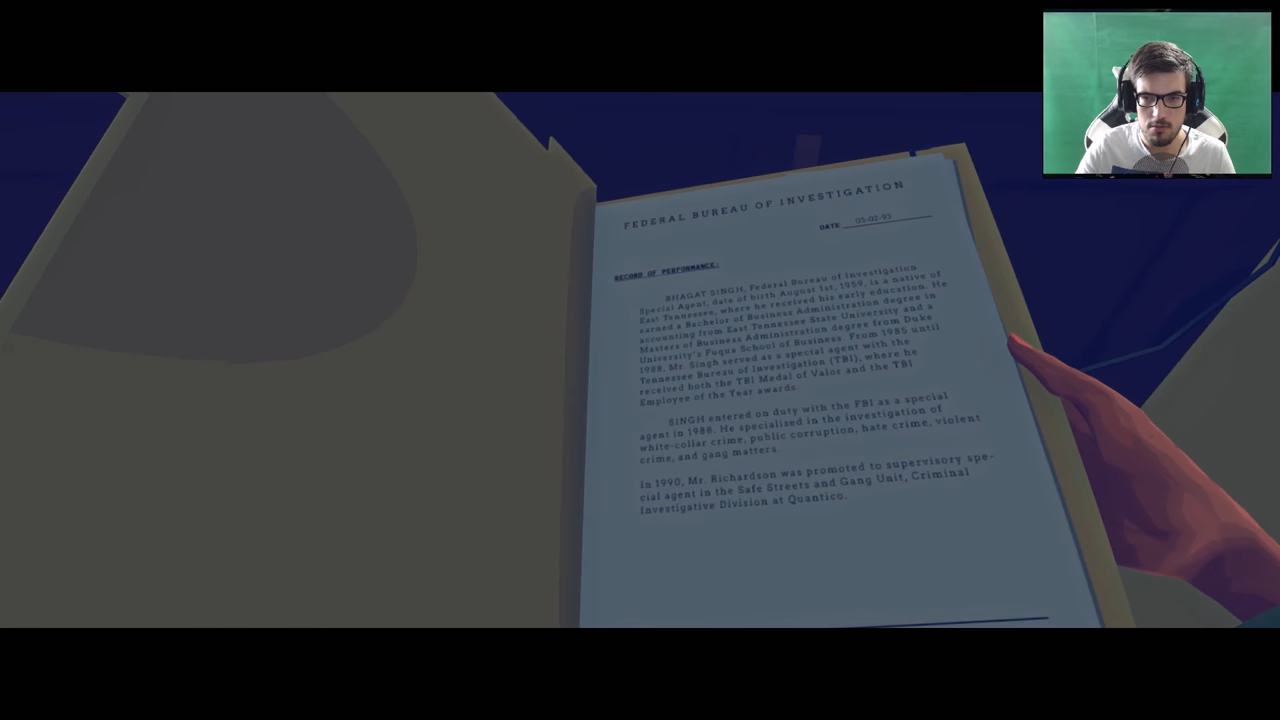 FEDERAL BUREAU OF INVESTIGATION
DATE 03-02-93
RECORD OF PERFORMANCE:
BHAGAT SINGH, Federal Bureau of Investigation
Special Agent, date of birth August 1st, 1959, is a native of
East Tennessee, where he received his early education. He
earned a Bachelor of Business Administration degree in
accounting from East Tennessee State University and a
Masters of Business Administration degree from Duke
University's Fuqua School of Business. From 1985 until
1988, Mr. Singh served as a special agent with the
Tennessee Bureau of Investigation (TBI), where he
received both the TBI Medal of Valor and the TBI
Employee of the Year awards.
SINGH entered on duty with the FBI as a special
agent in 1988. He specialised in the investigation of
white-collar crime, public corruption, hate crime, violent
crime, and gang matters.
In 1990, Mr. Richardson was promoted to supervisory spe-
cial agent in the Safe Streets and Gang Unit, Criminal
Investigative Division at Quantico.